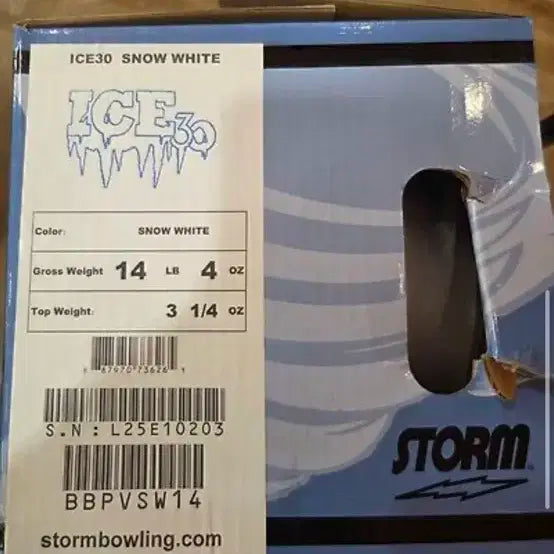 ICE30 SNOW WHITE
ICE30
Color: SNOW WHITE
Gross Weight 14 LB 4 OZ
Top Weight: 3 1/4 OZ
S.N : L25E10203
BBPVSW14
stormbowling.com
STORM